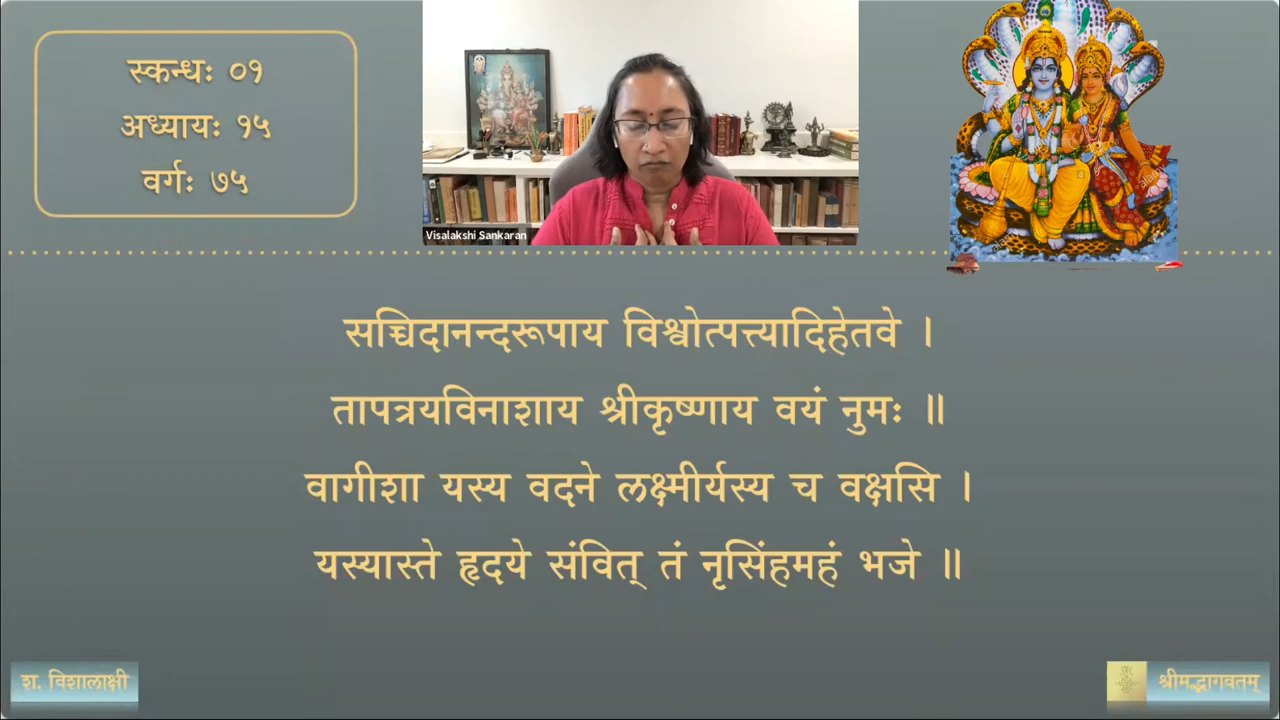 स्कन्धः ०१
अध्यायः १५
वर्गः ७५
Visalakshi Sankaran
सच्चिदानन्दरूपाय विश्वोत्पत्त्यादिहेतवे ।
तापत्रयविनाशाय श्रीकृष्णाय वयं नुमः ॥
वागीशा यस्य वदने लक्ष्मीर्यस्य च वक्षसि ।
यस्यास्ते हृदये संवित् तं नृसिंहमहं भजे ॥
श. विशालाक्षी
श्रीमद्भागवतम्